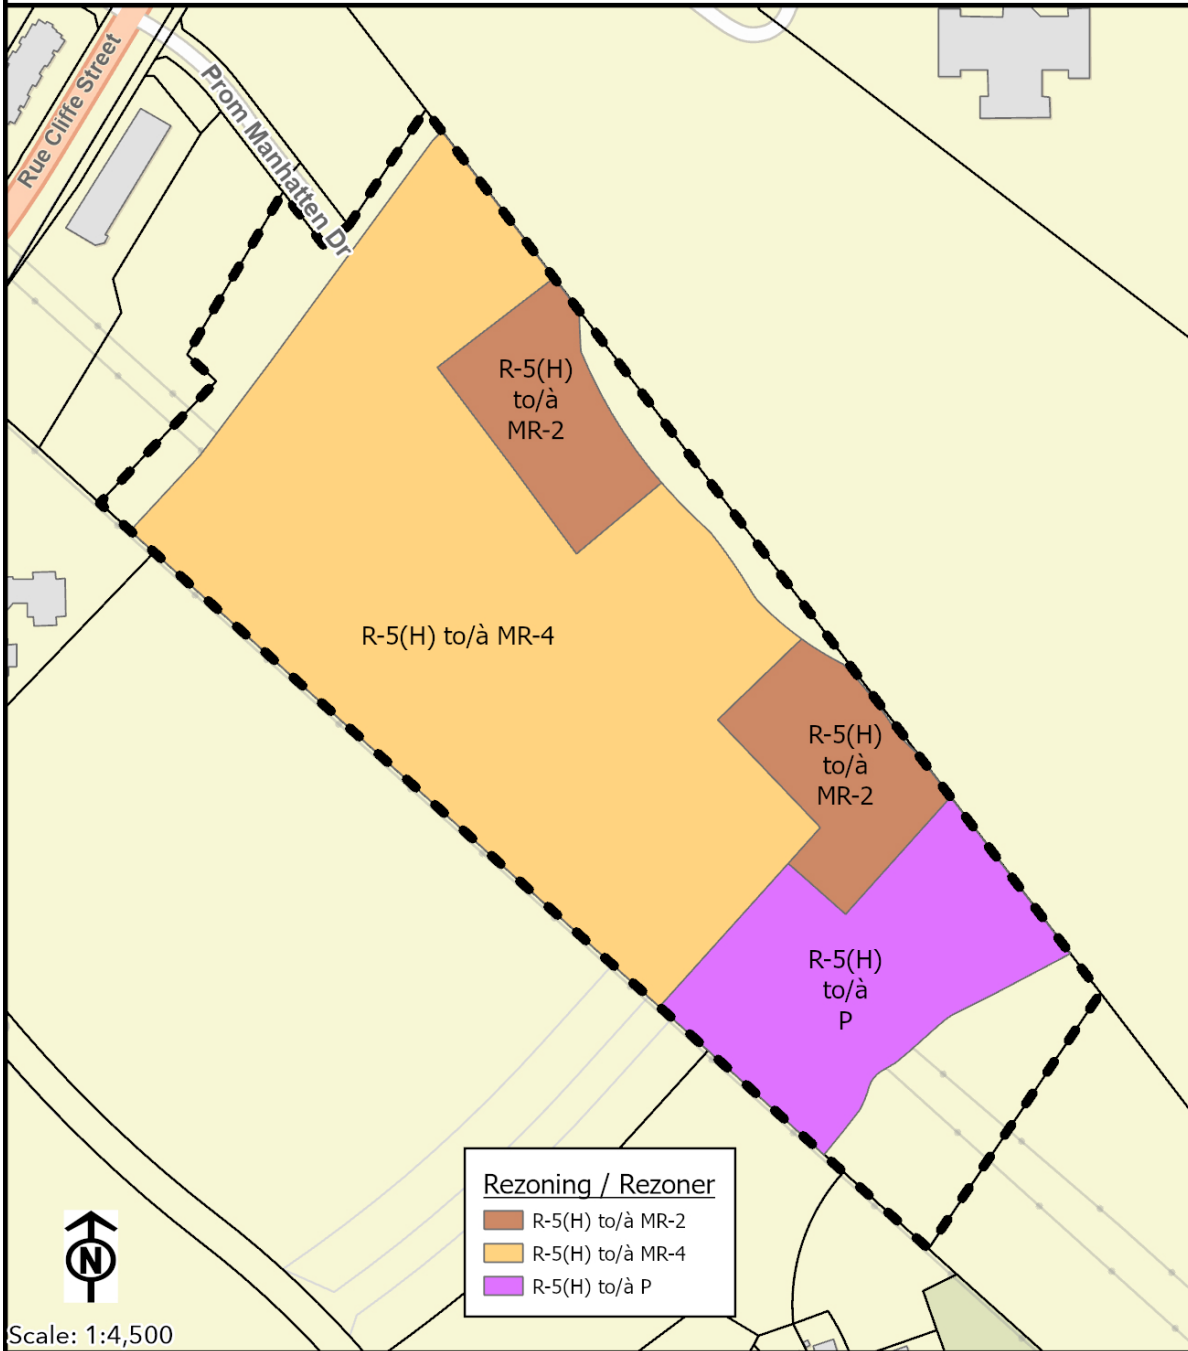 Rue Cliffe Street
Prom Manhatten Dr
R-5(H)
to/à
MR-2
R-5(H) to/à MR-4
R-5(H)
to/à
MR-2
R-5(H)
to/à
P
Rezoning / Rezoner
R-5(H) to/à MR-2
R-5(H) to/à MR-4
R-5(H) to/à P
N
Scale: 1:4,500